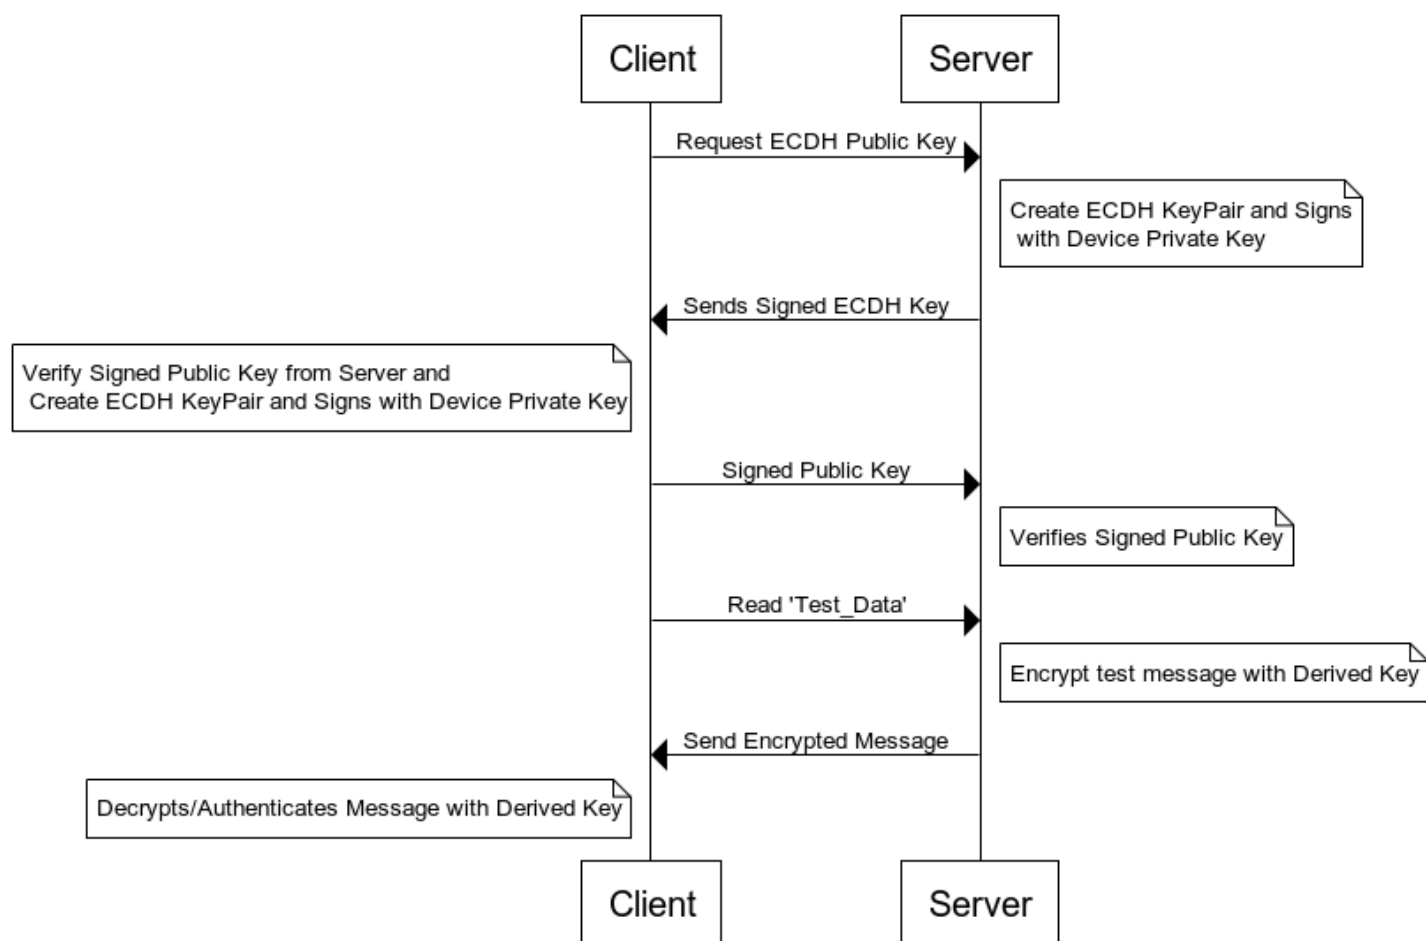 Client
Server
Request ECDH Public Key
Create ECDH KeyPair and Signs
with Device Private Key
Sends Signed ECDH Key
Verify Signed Public Key from Server and
Create ECDH KeyPair and Signs with Device Private Key
Signed Public Key
Verifies Signed Public Key
Read 'Test_Data'
Encrypt test message with Derived Key
Send Encrypted Message
Decrypts/Authenticates Message with Derived Key
Client
Server